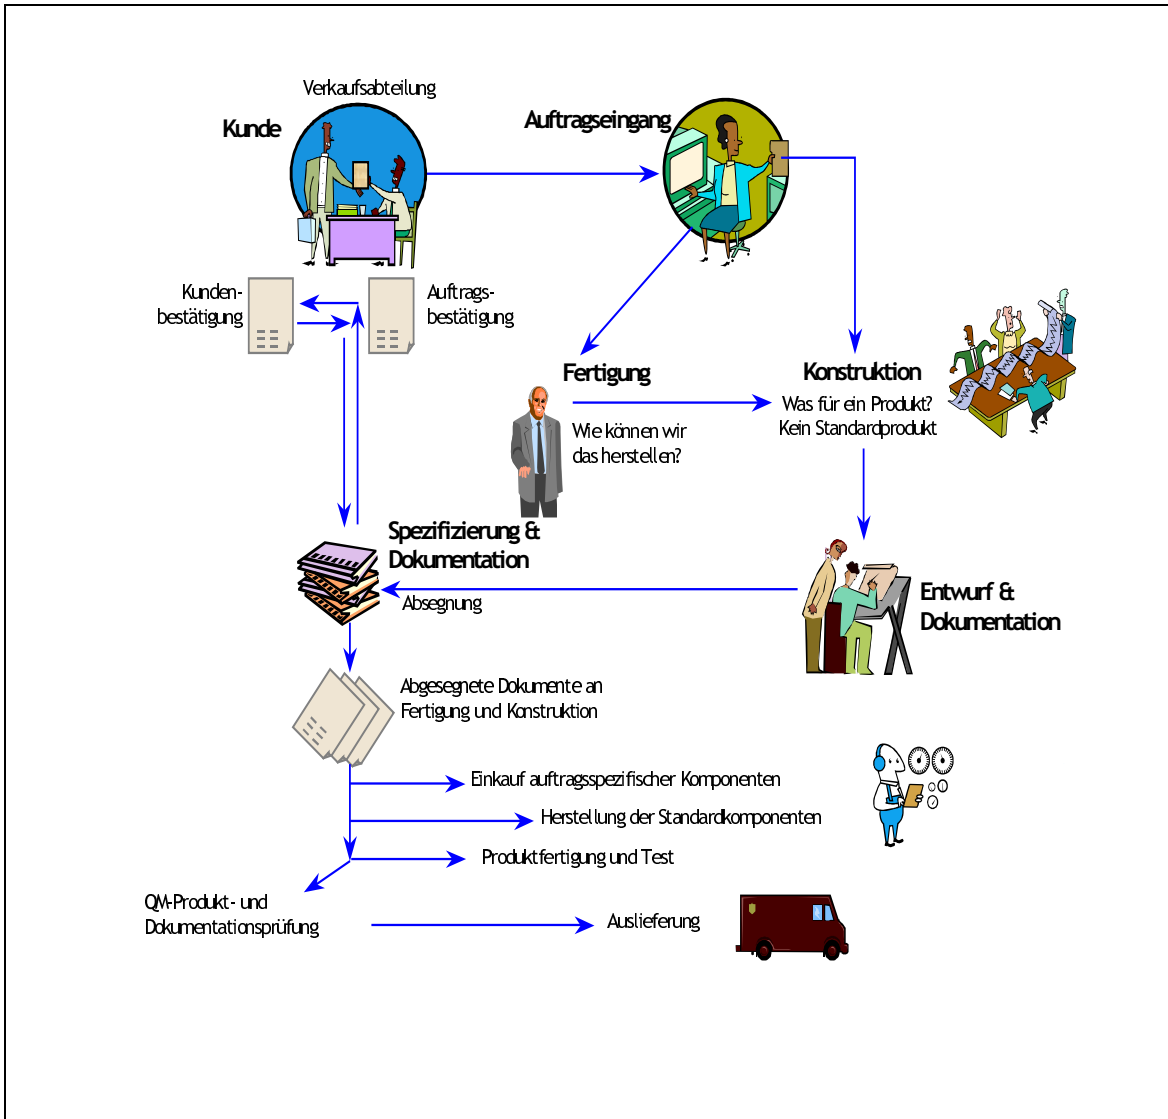 Verkaufsabteilung
Kunde
Auftragseingang
Kunden-
bestätigung
Auftrags-
bestätigung
Fertigung
Wie können wir
das herstellen?
Konstruktion
Was für ein Produkt?
Kein Standardprodukt
Spezifizierung &
Dokumentation
Absegnung
Entwurf &
Dokumentation
Abgesegnete Dokumente an
Fertigung und Konstruktion
Einkauf auftragsspezifischer Komponenten
Herstellung der Standardkomponenten
Produktfertigung und Test
QM-Produkt- und
Dokumentationsprüfung
Auslieferung